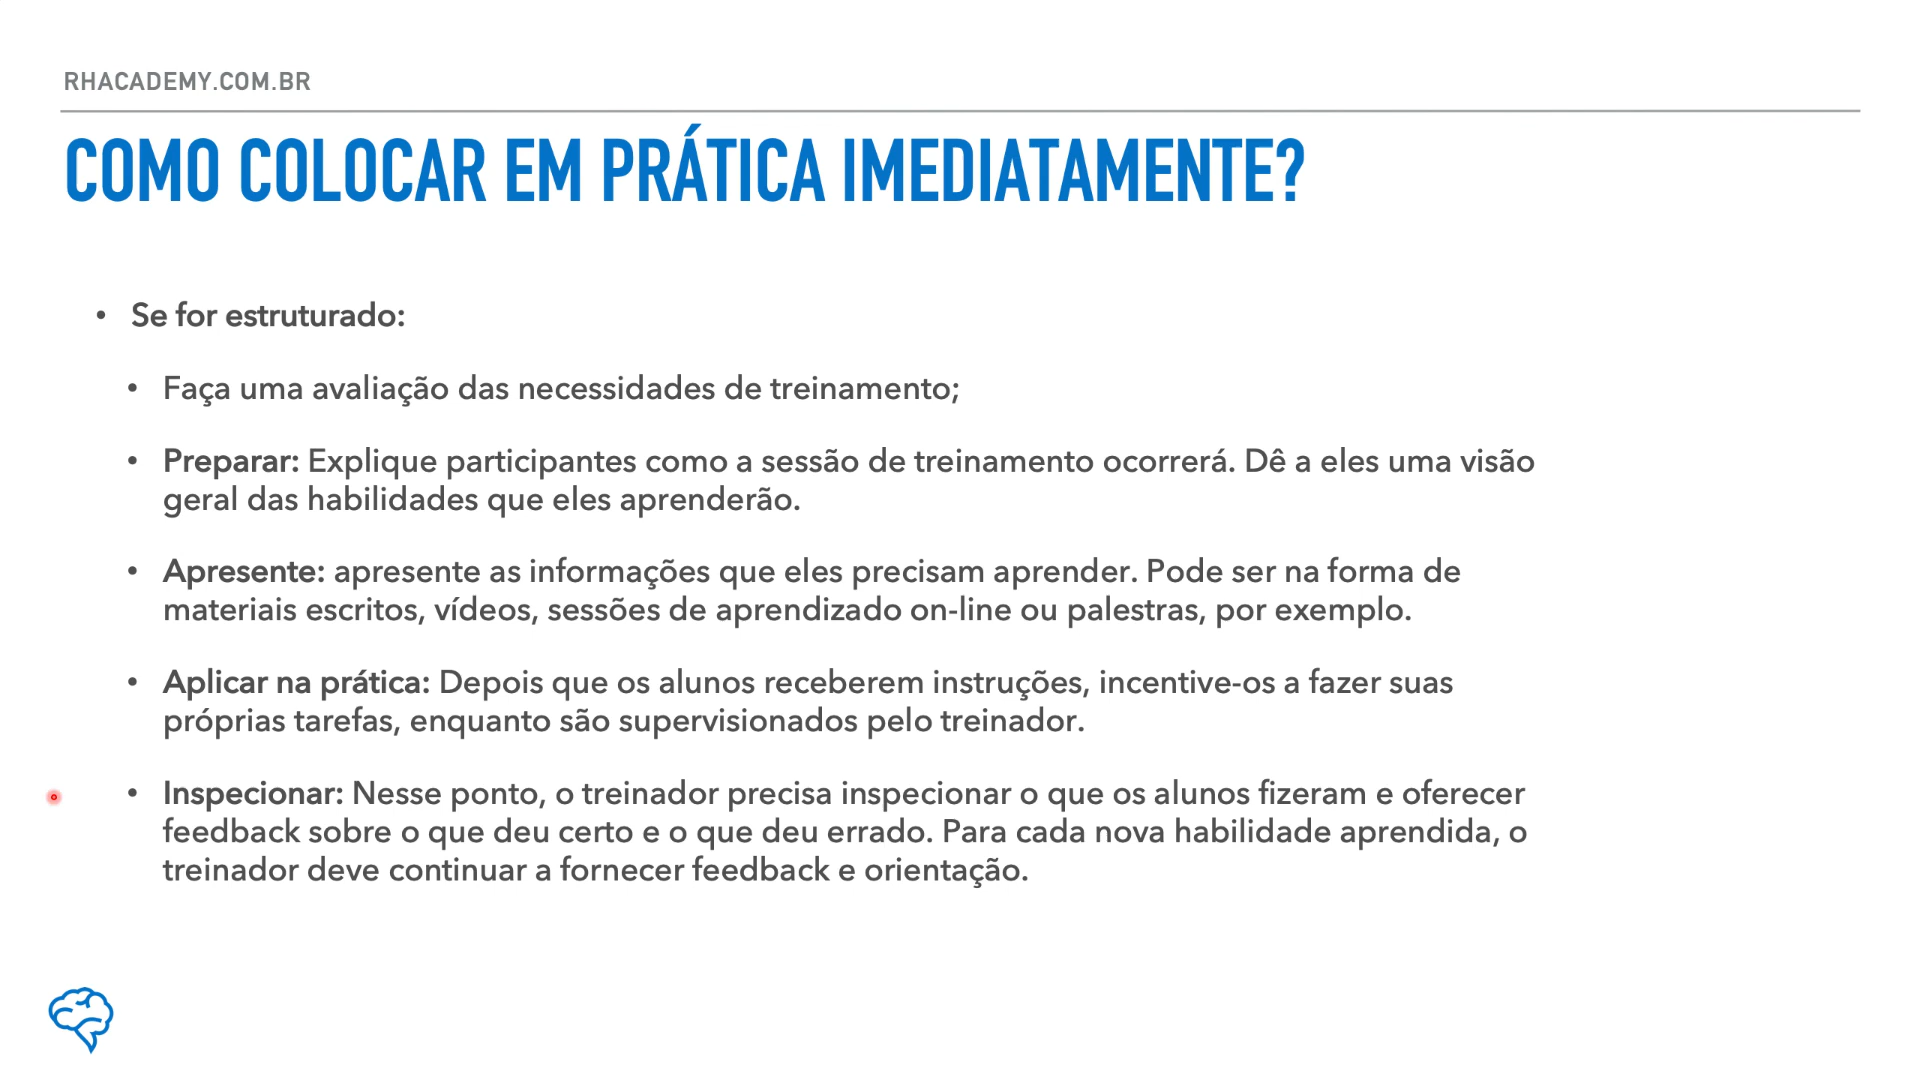 RHACADEMY.COM.BR
COMO COLOCAR EM PRÁTICA IMEDIATAMENTE?
• Se for estruturado:
• Faça uma avaliação das necessidades de treinamento;
• Preparar: Explique participantes como a sessão de treinamento ocorrerá. Dê a eles uma visão
geral das habilidades que eles aprenderão.
• Apresente: apresente as informações que eles precisam aprender. Pode ser na forma de
materiais escritos, vídeos, sessões de aprendizado on-line ou palestras, por exemplo.
• Aplicar na prática: Depois que os alunos receberem instruções, incentive-os a fazer suas
próprias tarefas, enquanto são supervisionados pelo treinador.
• Inspecionar: Nesse ponto, o treinador precisa inspecionar o que os alunos fizeram e oferecer
feedback sobre o que deu certo e o que deu errado. Para cada nova habilidade aprendida, o
treinador deve continuar a fornecer feedback e orientação.